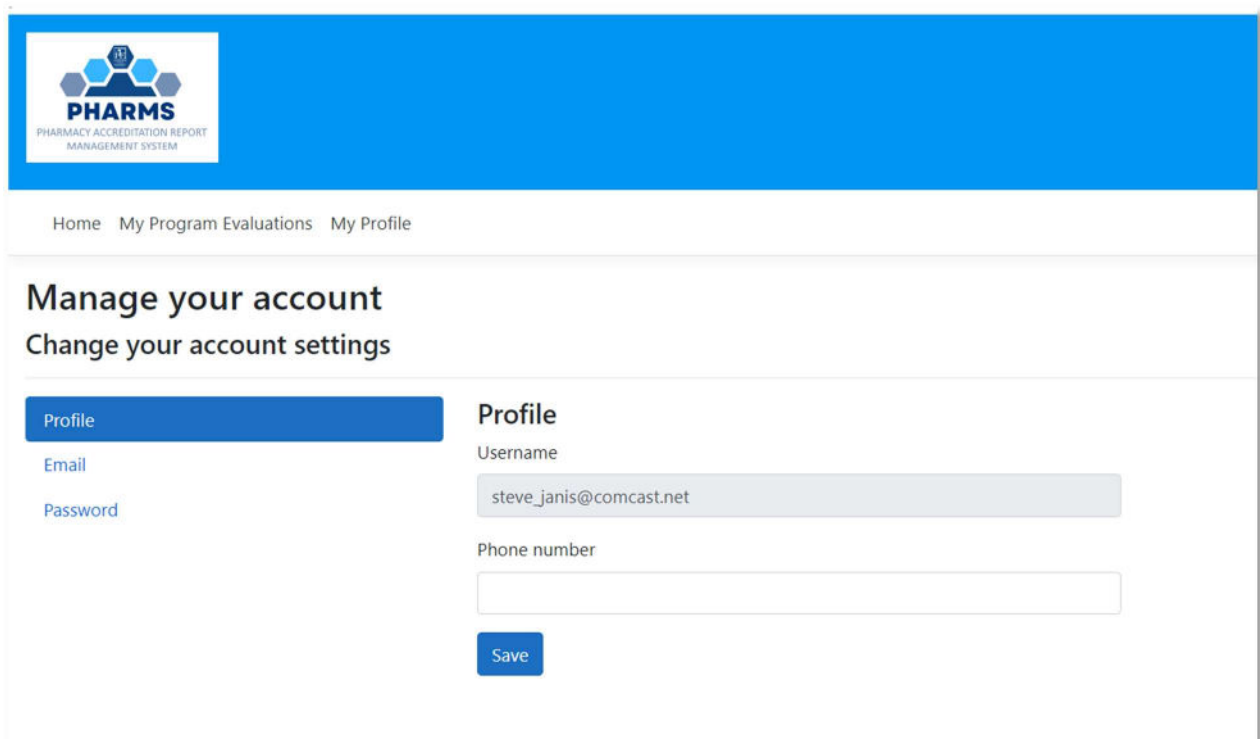 PHARMS
PHARMACY ACCREDITATION REPORT
MANAGEMENT SYSTEM
Home My Program Evaluations My Profile
Manage your account
Change your account settings
Profile
Email
Password
Profile
Username
steve_janis@comcast.net
Phone number
Save